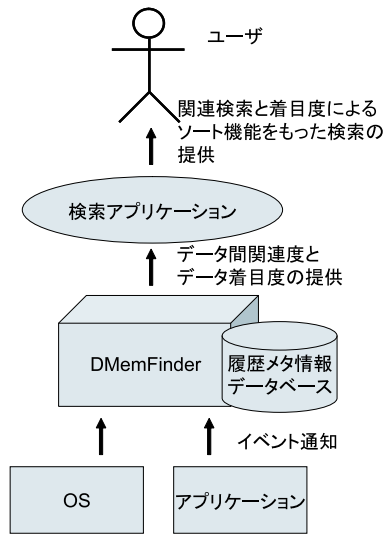 ユーザ
関連検索と着目度による
ソート機能をもった検索の
提供
検索アプリケーション
データ間関連度と
データ着目度の提供
DMemFinder
履歴メタ情報
データベース
イベント通知
OS
アプリケーション